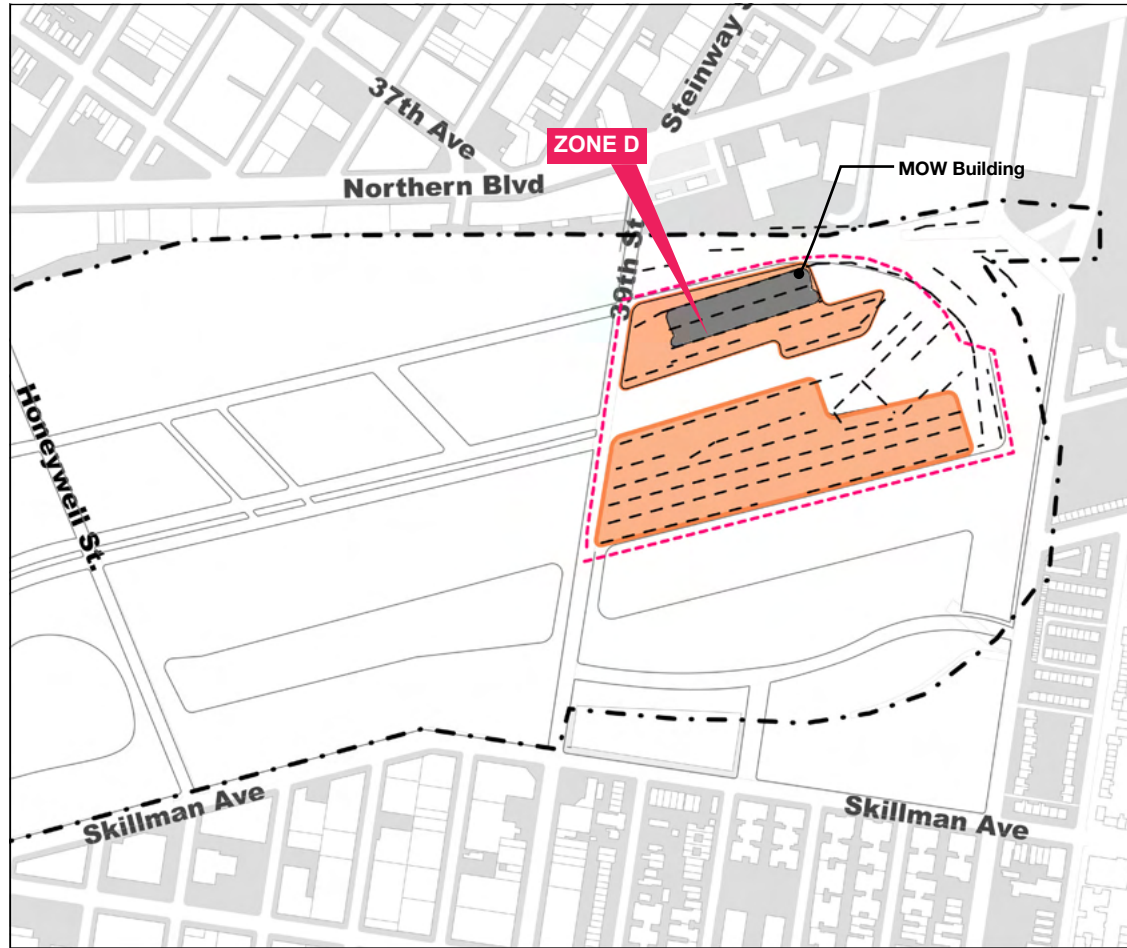 Steinway
37th Ave
ZONE D
MOW Building
Northern Blvd
39th St
Honeywell St.
Skillman Ave
Skillman Ave